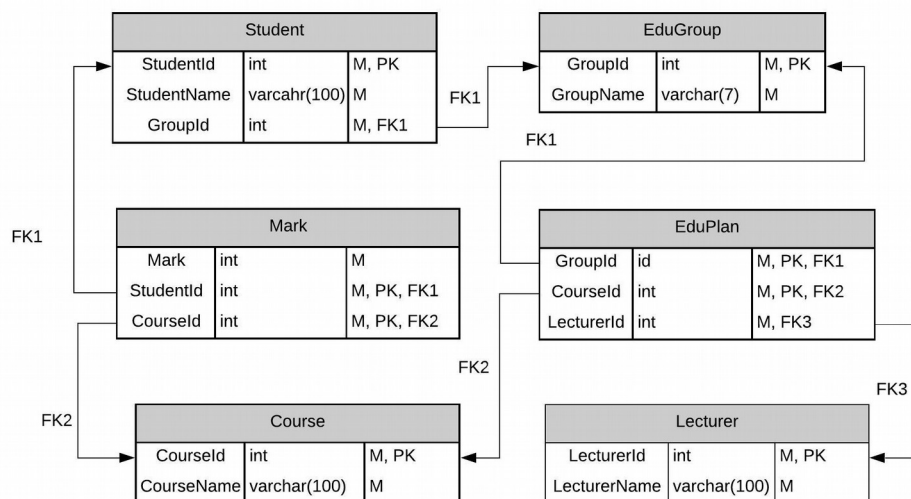 Student
StudentId int M, PK
StudentName varcahr(100) M
GroupId int M, FK1
EduGroup
GroupId int M, PK
GroupName varchar(7) M
FK1
FK1
FK1
Mark
Mark int M
StudentId int M, PK, FK1
CourseId int M, PK, FK2
EduPlan
GroupId id M, PK, FK1
CourseId int M, PK, FK2
LecturerId int M, FK3
FK2
FK2
FK3
Course
CourseId int M, PK
CourseName varchar(100) M
Lecturer
LecturerId int M, PK
LecturerName varchar(100) M